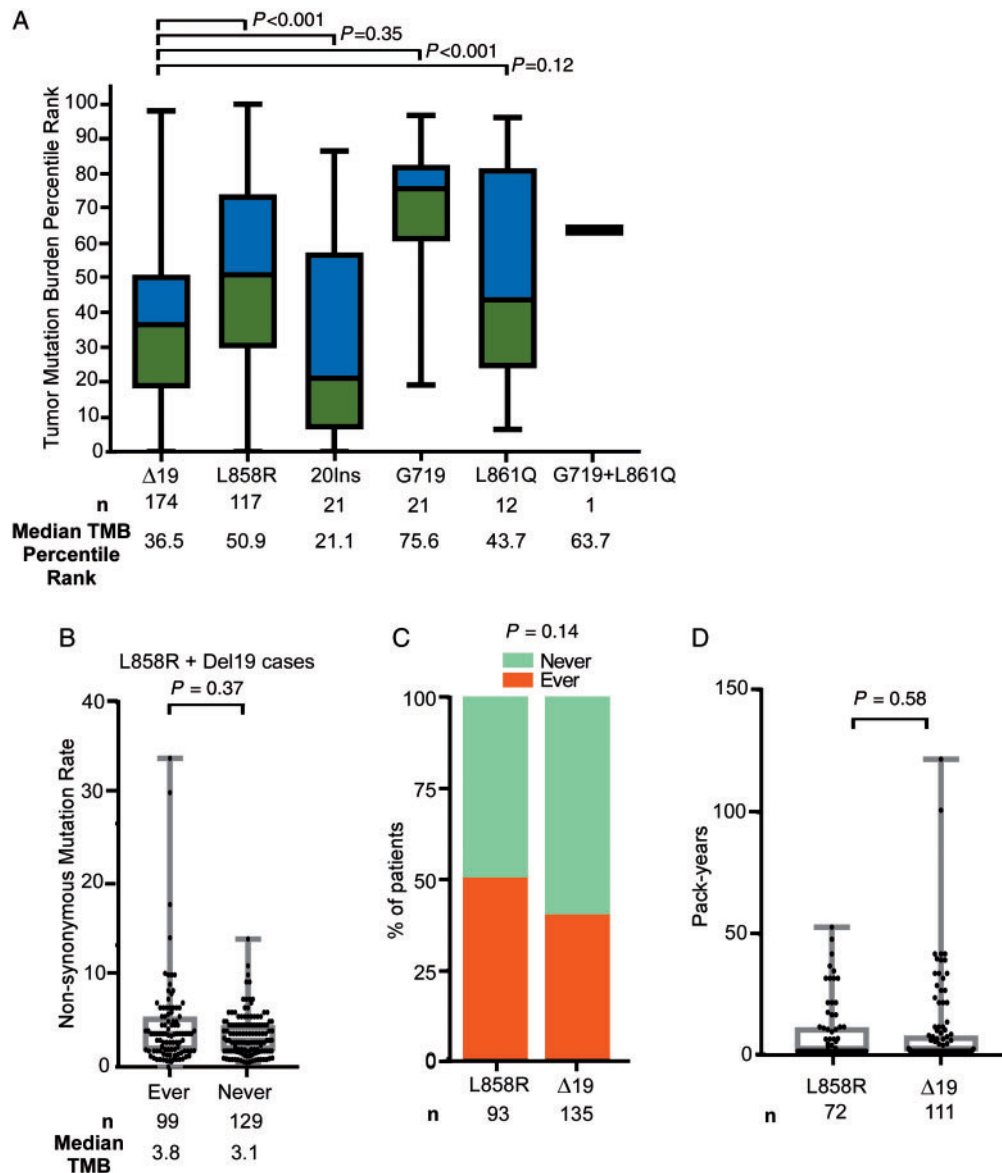 A
P<0.001
P=0.35
P<0.001
P=0.12
Tumor Mutation Burden Percentile Rank
100
90
80
70
60
50
40
30
20
10
0
Δ19 L858R 20Ins G719 L861Q G719+L861Q
n 174 117 21 21 12 1
Median TMB
Percentile
Rank
36.5 50.9 21.1 75.6 43.7 63.7
B
L858R + Del19 cases
P = 0.37
Non-synonymous Mutation Rate
40
30
20
10
0
Ever Never
n 99 129
Median
TMB
3.8 3.1
C
P = 0.14
Never
Ever
% of patients
100
75
50
25
0
L858R Δ19
n 93 135
D
P = 0.58
Pack-years
150
100
50
0
L858R Δ19
n 72 111